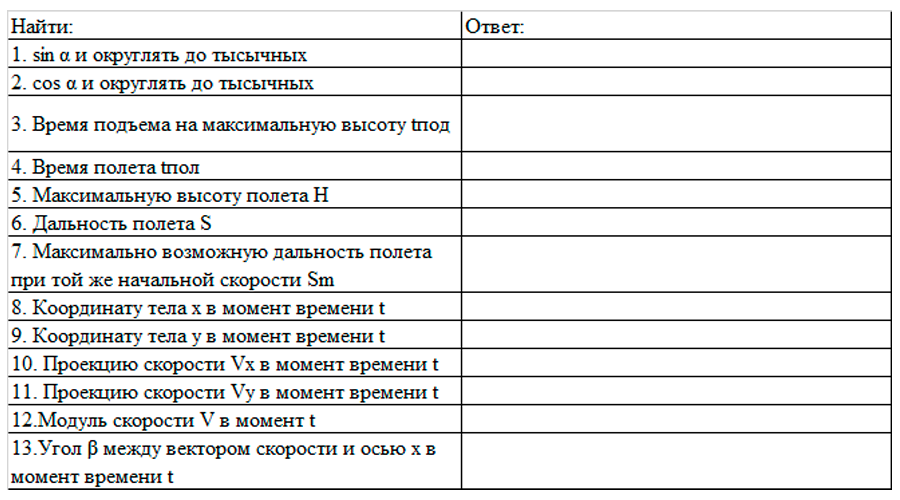 Найти:
Ответ:
1. sin α и округлять до тысычных
2. cos α и округлять до тысычных
3. Время подъема на максимальную высоту tпод
4. Время полета tпол
5. Максимальную высоту полета H
6. Дальность полета S
7. Максимально возможную дальность полета
при той же начальной скорости Sm
8. Координату тела x в момент времени t
9. Координату тела y в момент времени t
10. Проекцию скорости Vx в момент времени t
11. Проекцию скорости Vy в момент времени t
12.Модуль скорости V в момент t
13.Угол β между вектором скорости и осью x в
момент времени t